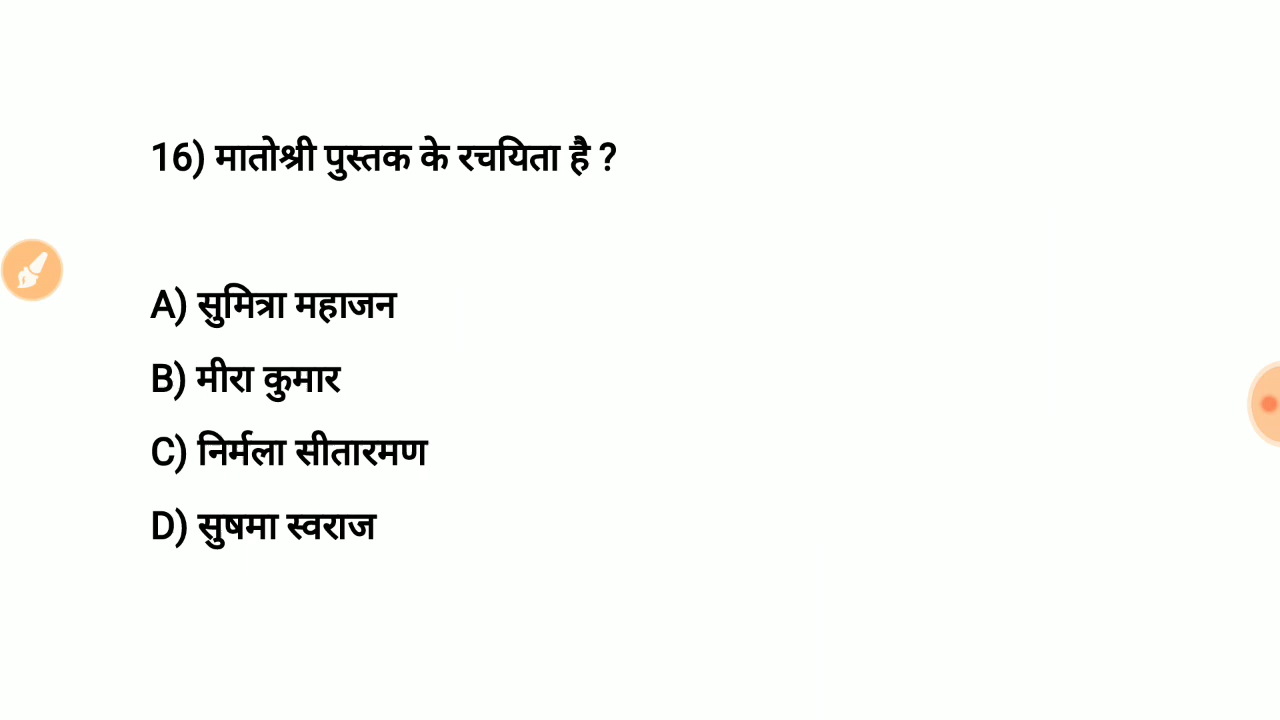 16) मातोश्री पुस्तक के रचयिता है ?
A) सुमित्रा महाजन
B) मीरा कुमार
C) निर्मला सीतारमण
D) सुषमा स्वराज